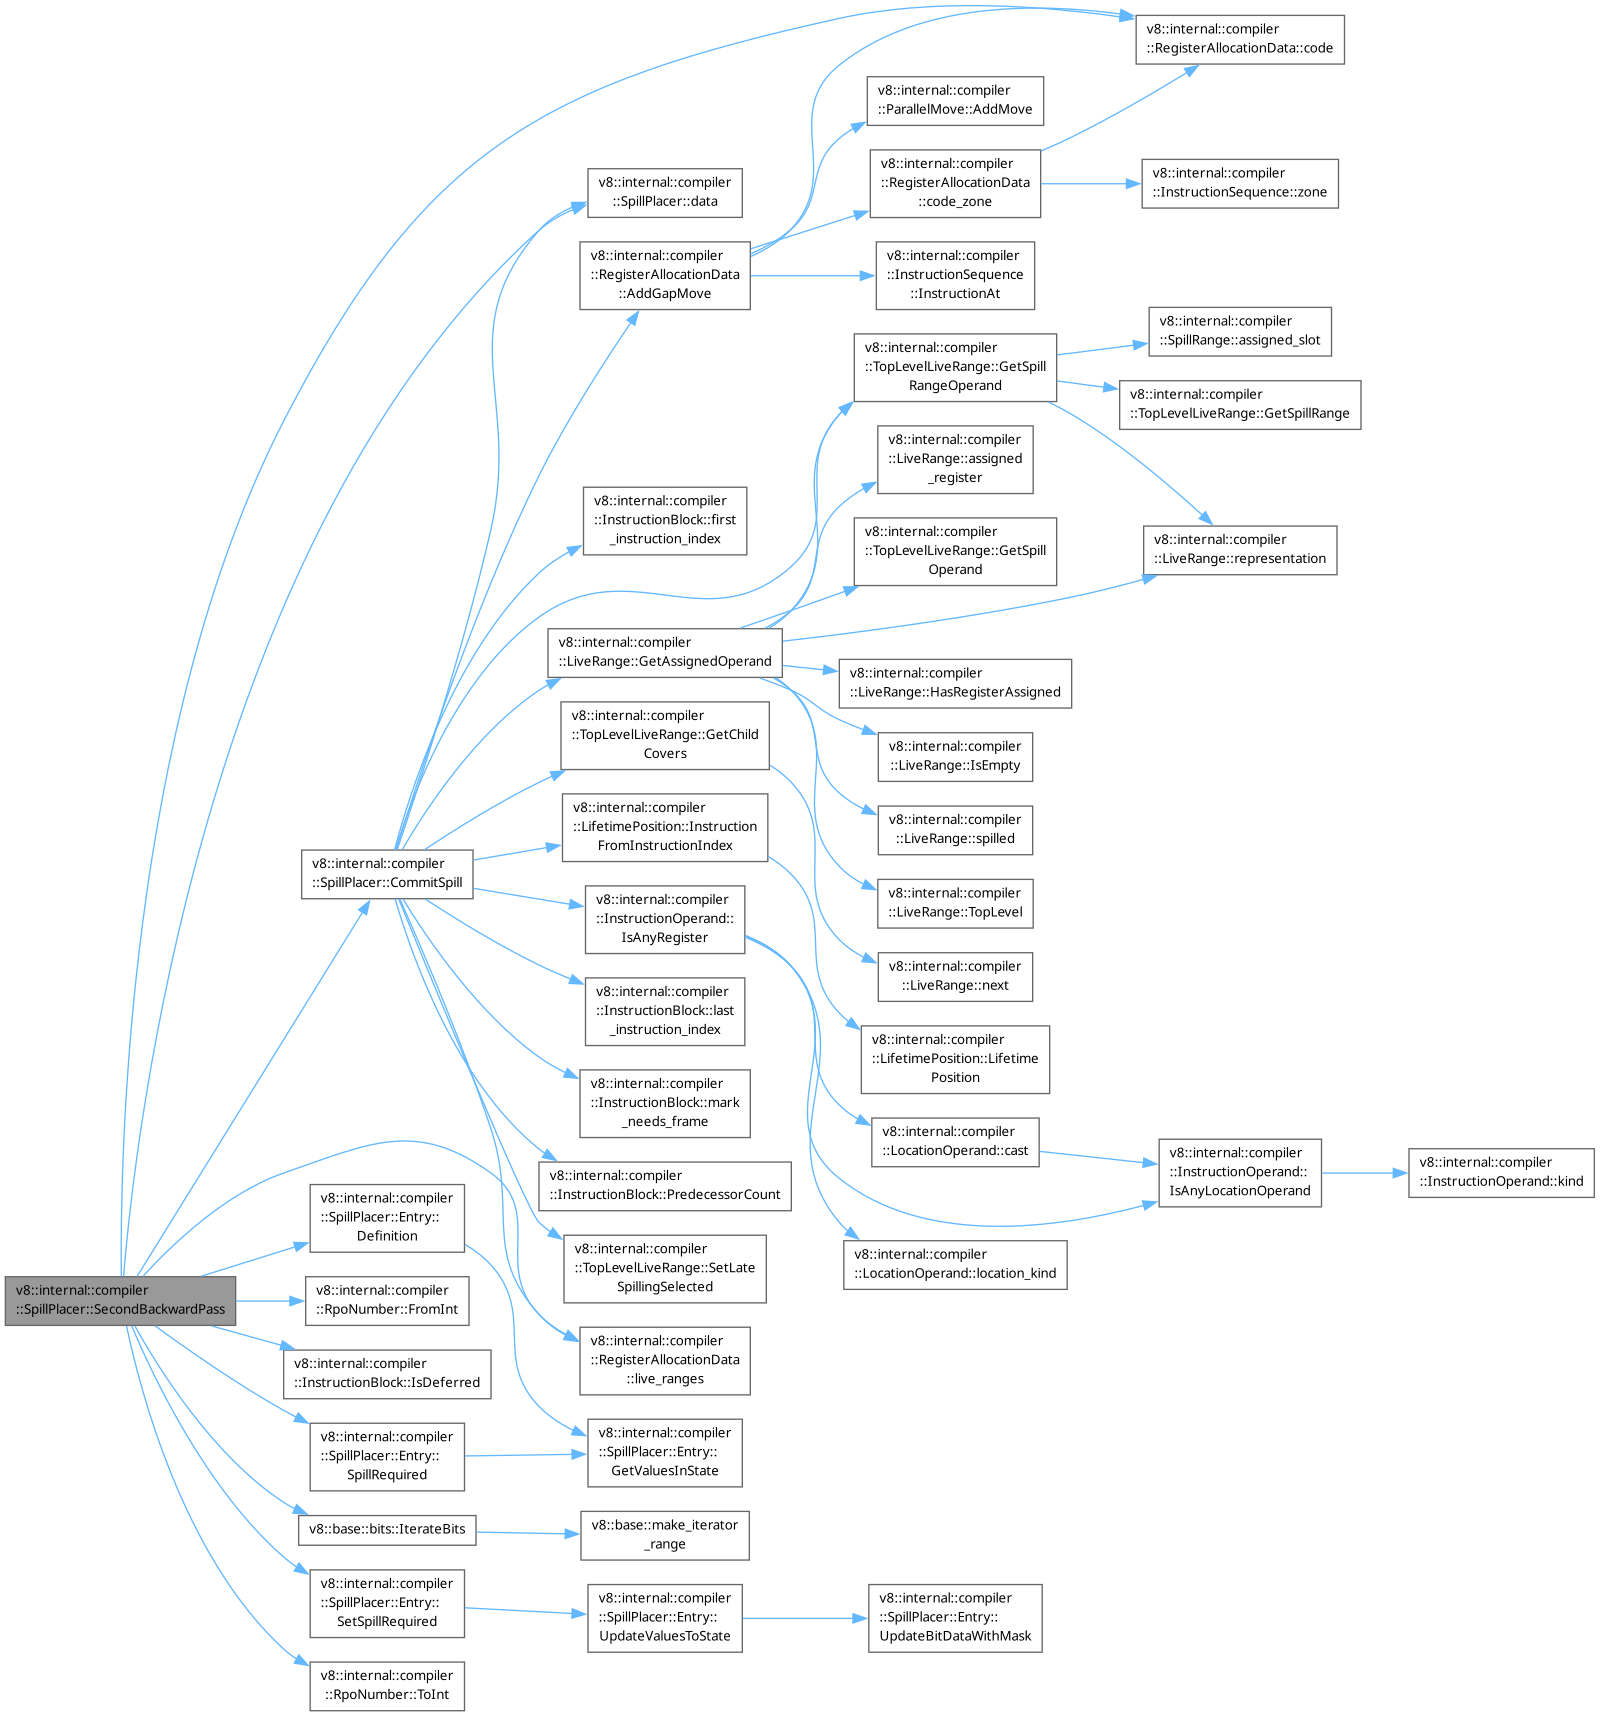 v8::internal::compiler
::SpillPlacer::SecondBackwardPass
v8::internal::compiler
::RegisterAllocationData::code
v8::internal::compiler
::SpillPlacer::data
v8::internal::compiler
::SpillPlacer::CommitSpill
v8::internal::compiler
::RegisterAllocationData
::AddGapMove
v8::internal::compiler
::ParallelMove::AddMove
v8::internal::compiler
::RegisterAllocationData
::code_zone
v8::internal::compiler
::InstructionSequence::zone
v8::internal::compiler
::InstructionSequence
::InstructionAt
v8::internal::compiler
::InstructionBlock::first
_instruction_index
v8::internal::compiler
::TopLevelLiveRange::GetSpill
RangeOperand
v8::internal::compiler
::SpillRange::assigned_slot
v8::internal::compiler
::TopLevelLiveRange::GetSpillRange
v8::internal::compiler
::LiveRange::representation
v8::internal::compiler
::LiveRange::GetAssignedOperand
v8::internal::compiler
::LiveRange::assigned
_register
v8::internal::compiler
::TopLevelLiveRange::GetSpill
Operand
v8::internal::compiler
::LiveRange::HasRegisterAssigned
v8::internal::compiler
::LiveRange::IsEmpty
v8::internal::compiler
::LiveRange::spilled
v8::internal::compiler
::LiveRange::TopLevel
v8::internal::compiler
::TopLevelLiveRange::GetChild
Covers
v8::internal::compiler
::LiveRange::next
v8::internal::compiler
::LifetimePosition::Instruction
FromInstructionIndex
v8::internal::compiler
::LifetimePosition::Lifetime
Position
v8::internal::compiler
::InstructionOperand::
IsAnyRegister
v8::internal::compiler
::LocationOperand::cast
v8::internal::compiler
::InstructionOperand::
IsAnyLocationOperand
v8::internal::compiler
::InstructionOperand::kind
v8::internal::compiler
::LocationOperand::location_kind
v8::internal::compiler
::InstructionBlock::last
_instruction_index
v8::internal::compiler
::InstructionBlock::mark
_needs_frame
v8::internal::compiler
::InstructionBlock::PredecessorCount
v8::internal::compiler
::TopLevelLiveRange::SetLate
SpillingSelected
v8::internal::compiler
::RegisterAllocationData
::live_ranges
v8::internal::compiler
::SpillPlacer::Entry::
Definition
v8::internal::compiler
::SpillPlacer::Entry::
GetValuesInState
v8::internal::compiler
::RpoNumber::FromInt
v8::internal::compiler
::InstructionBlock::IsDeferred
v8::internal::compiler
::SpillPlacer::Entry::
SpillRequired
v8::base::bits::IterateBits
v8::base::make_iterator
_range
v8::internal::compiler
::SpillPlacer::Entry::
SetSpillRequired
v8::internal::compiler
::SpillPlacer::Entry::
UpdateValuesToState
v8::internal::compiler
::SpillPlacer::Entry::
UpdateBitDataWithMask
v8::internal::compiler
::RpoNumber::ToInt